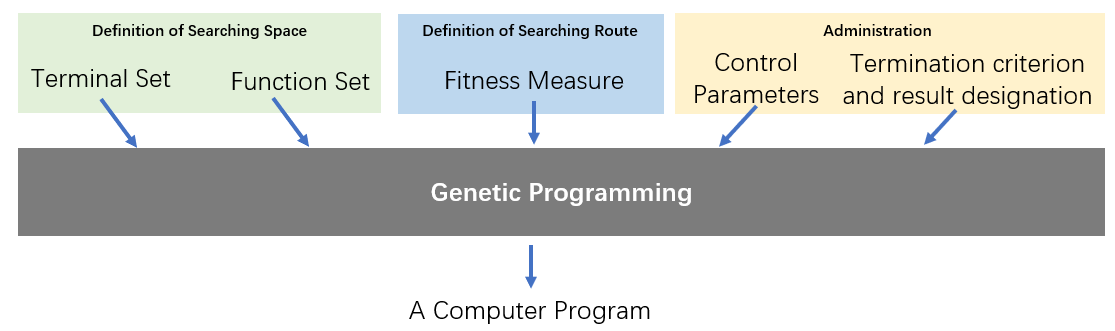 Definition of Searching Space
Terminal Set
Function Set
Definition of Searching Route
Fitness Measure
Administration
Control
Parameters
Termination criterion
and result designation
Genetic Programming
A Computer Program